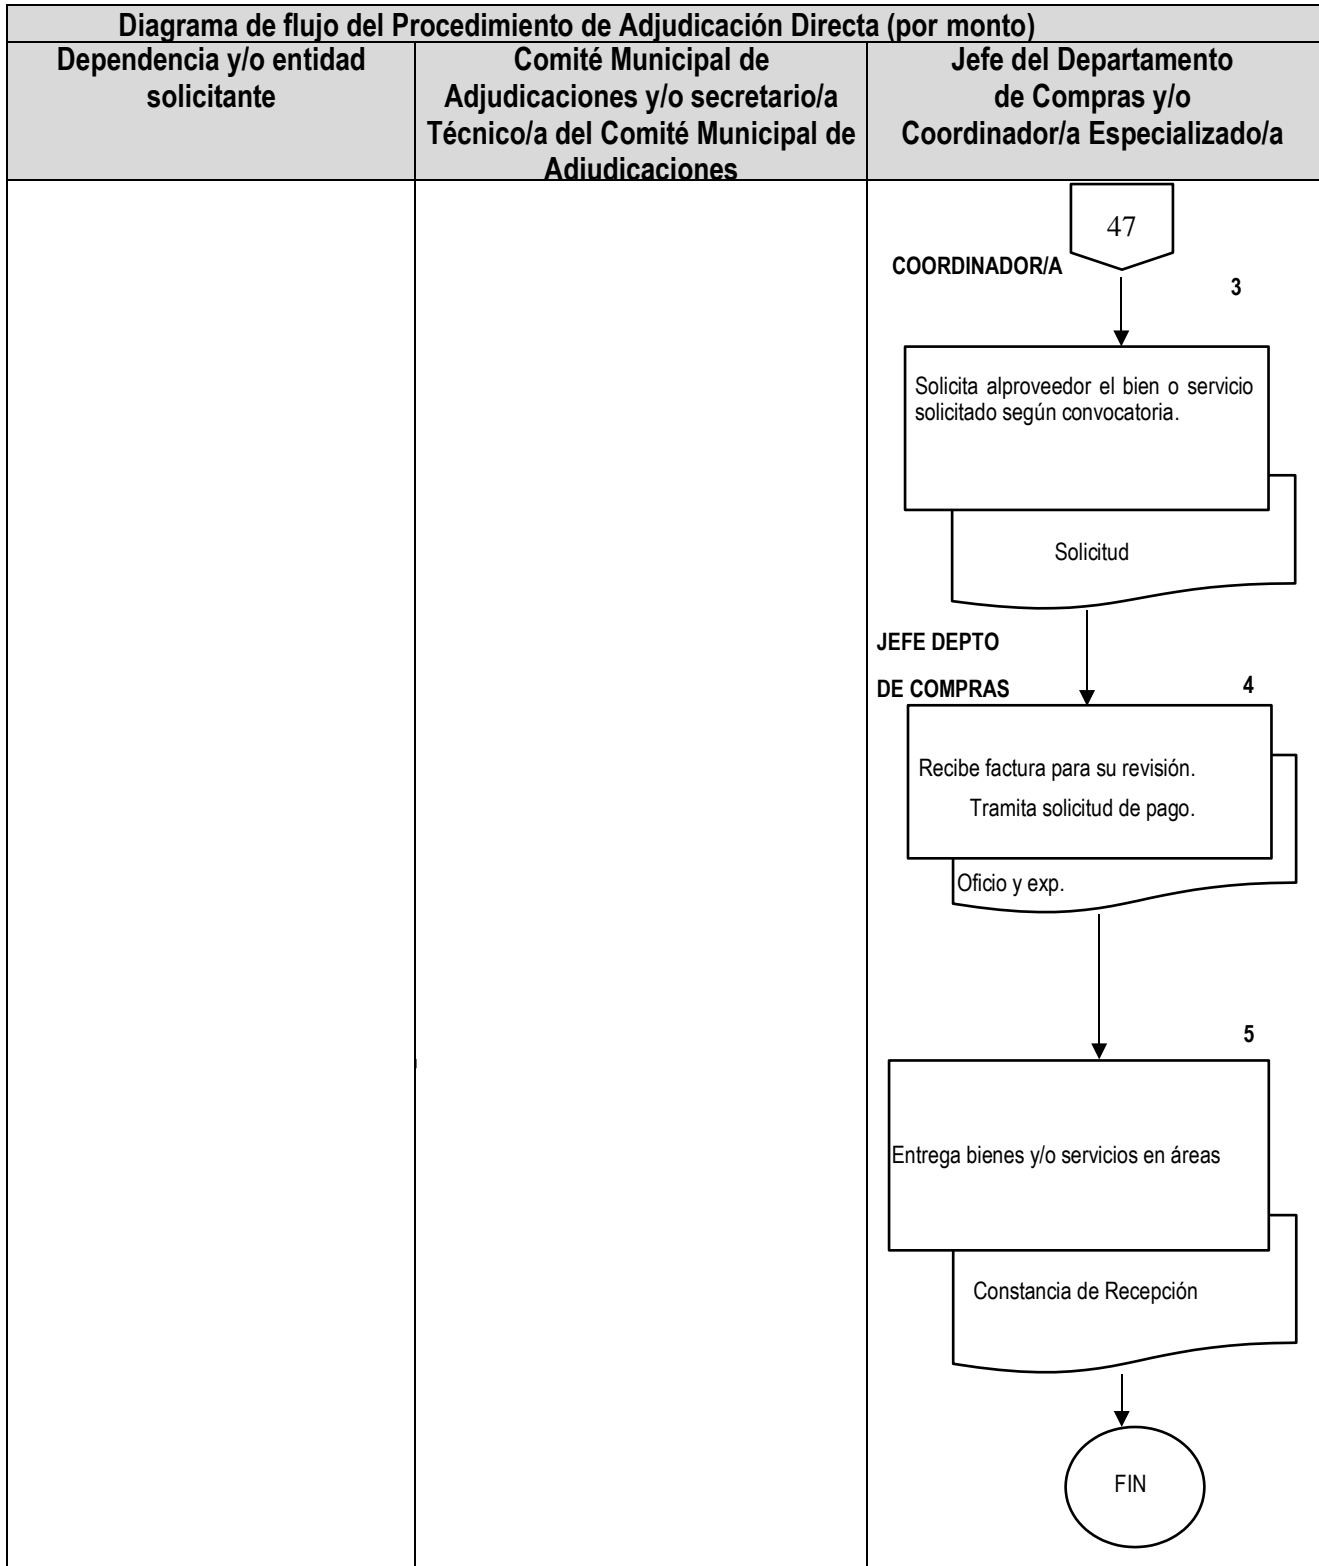 Diagrama de flujo del Procedimiento de Adjudicación Directa (por monto)
Dependencia y/o entidad
solicitante
Comité Municipal de
Adjudicaciones y/o secretario/a
Técnico/a del Comité Municipal de
Adjudicaciones
Jefe del Departamento
de Compras y/o
Coordinador/a Especializado/a
47
COORDINADOR/A
3
Solicita alproveedor el bien o servicio
solicitado según convocatoria.
Solicitud
JEFE DEPTO
DE COMPRAS
4
Recibe factura para su revisión.
Tramita solicitud de pago.
Oficio y exp.
5
Entrega bienes y/o servicios en áreas
Constancia de Recepción
FIN